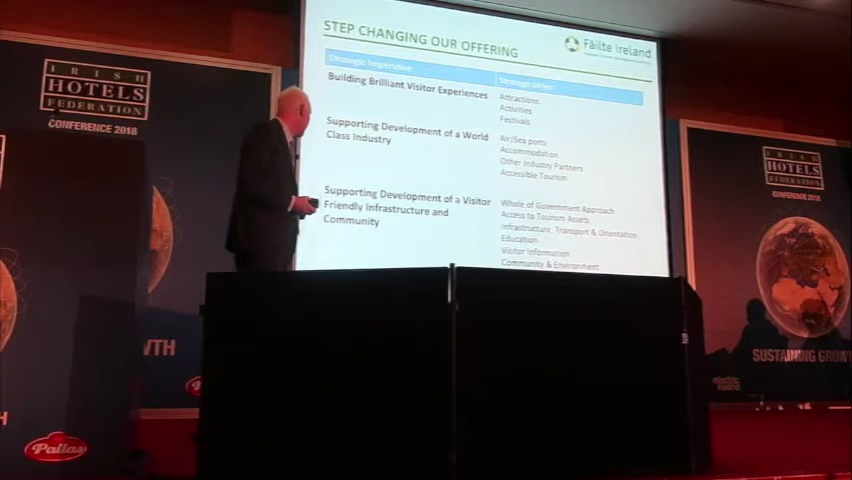 IRISH
HOTELS
FEDERATION
CONFERENCE 2018
WTH
Pallas
STEP CHANGING OUR OFFERING
Fáilte Ireland
Strategic Imperative
Strategic Driver
Building Brilliant Visitor Experiences
Attractions
Activities
Festivals
Supporting Development of a World
Class Industry
Air/Sea ports
Accommodation
Other Industry Partners
Accessible Tourism
Supporting Development of a Visitor
Friendly Infrastructure and
Community
Whole of Government Approach
Access to Tourism Assets
Infrastructure, Transport & Orientation
Education
Visitor Information
Community & Environment
IRISH
HOTELS
FEDERATION
CONFERENCE 2018
SUSTAINING GROWT